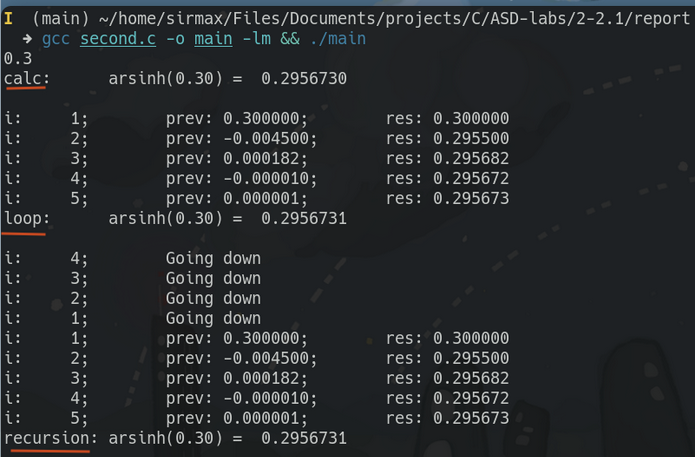 I (main) ~/home/sirmax/Files/Documents/projects/C/ASD-labs/2-2.1/report
➜ gcc second.c -o main -lm && ./main
0.3
calc: arsinh(0.30) = 0.2956730
i: 1; prev: 0.300000; res: 0.300000
i: 2; prev: -0.004500; res: 0.295500
i: 3; prev: 0.000182; res: 0.295682
i: 4; prev: -0.000010; res: 0.295672
i: 5; prev: 0.000001; res: 0.295673
loop: arsinh(0.30) = 0.2956731
i: 4; Going down
i: 3; Going down
i: 2; Going down
i: 1; Going down
i: 1; prev: 0.300000; res: 0.300000
i: 2; prev: -0.004500; res: 0.295500
i: 3; prev: 0.000182; res: 0.295682
i: 4; prev: -0.000010; res: 0.295672
i: 5; prev: 0.000001; res: 0.295673
recursion: arsinh(0.30) = 0.2956731